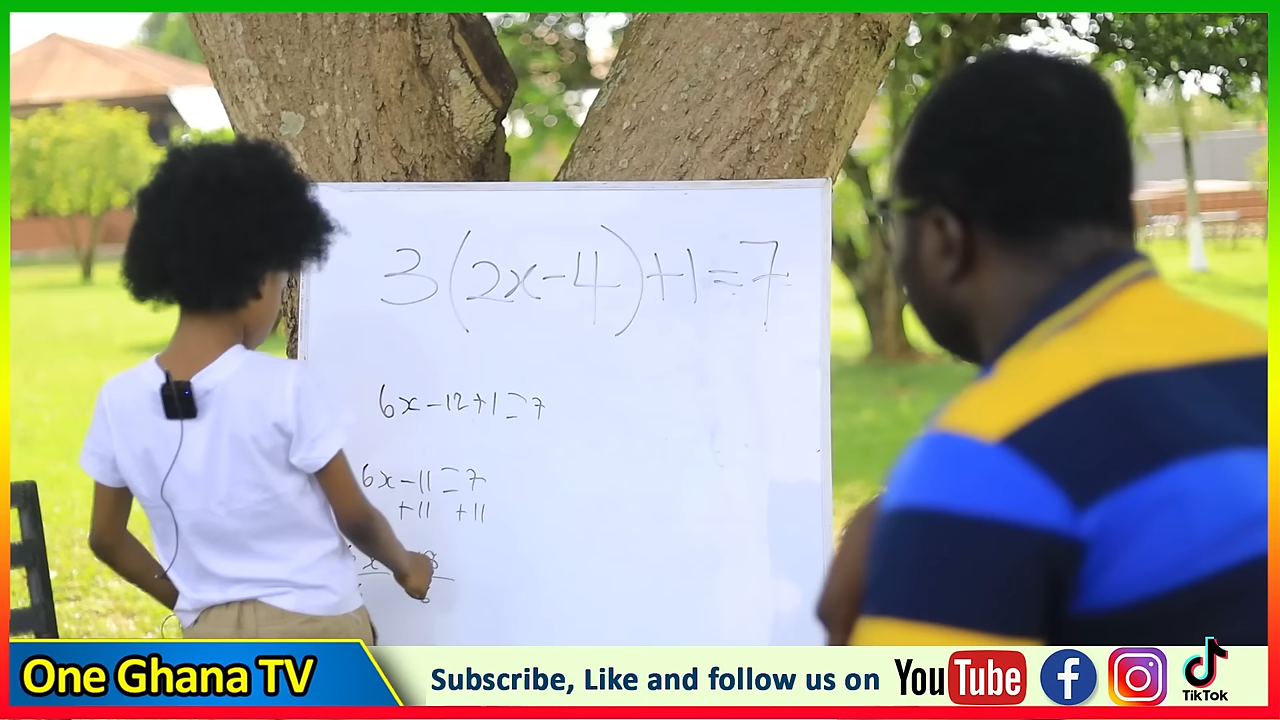 3(2x-4)+1=7
6x-12+1=7
6x-11=7
+11 +11
One Ghana TV
Subscribe, Like and follow us on YouTube
TikTok